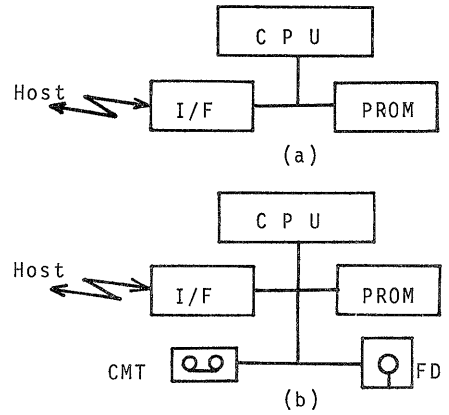 C P U
Host
I/F
PROM
(a)
C P U
Host
I/F
PROM
CMT
FD
(b)